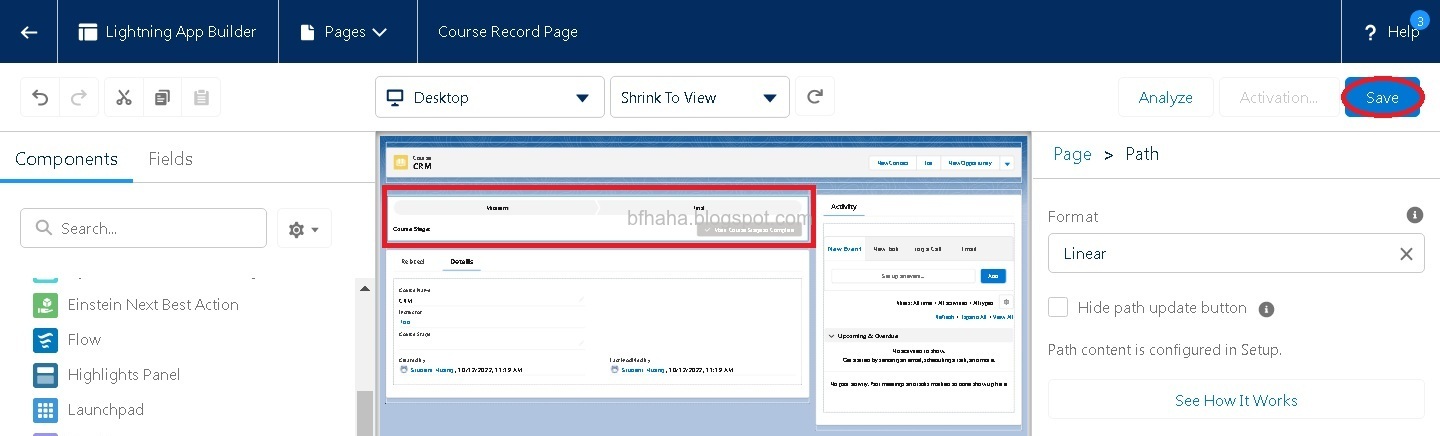 Lightning App Builder
Pages
Course Record Page
? Help
3
Desktop
Shrink To View
Analyze
Activation...
Save
Components
Fields
Search...
Einstein Next Best Action
Flow
Highlights Panel
Launchpad
Course
CRM
New Contact
New Opportunity
bfhaha.blogspot.com
Course Stage:
Mark Course Stage as Complete
Related
Details
Course Name
CRM
Instructor
Course Stage
Created By
Student Huang, 10/12/2022, 11:19 AM
Last Modified By
Student Huang, 10/12/2022, 11:19 AM
Activity
New Event
New Task
Log a Call
Email
Set up an event...
Add
Filters: All time • All activities • All types
Refresh • Expand All • View All
Upcoming & Overdue
No activities to show.
Get started by sending an email, scheduling a task, and more.
No past activity. Past meetings and tasks marked as done show up here.
Page > Path
Format
Linear
Hide path update button
Path content is configured in Setup.
See How It Works